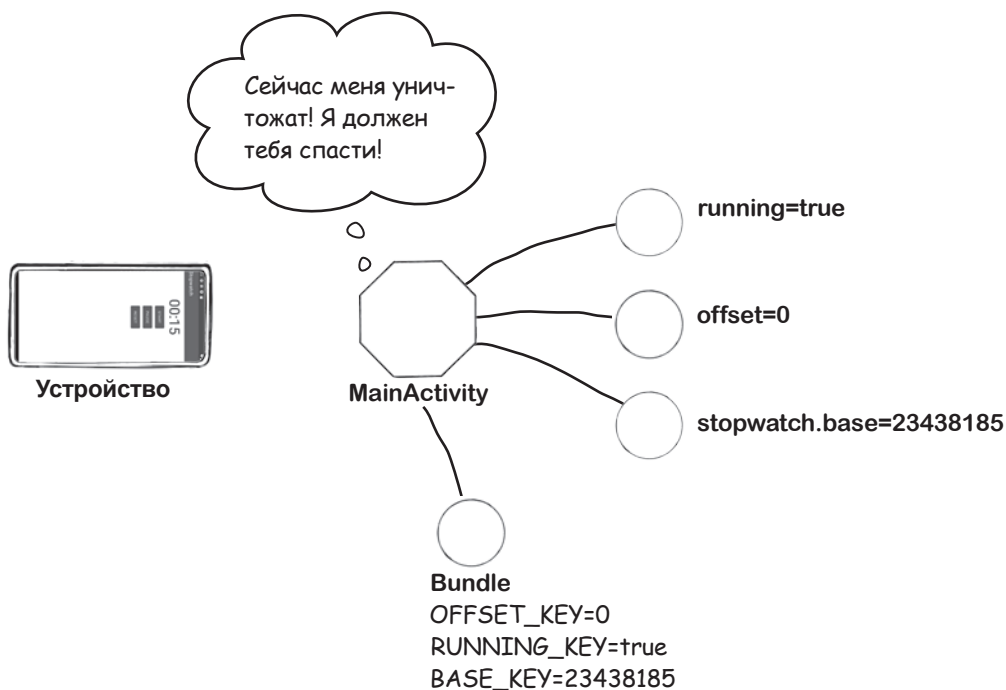 Сейчас меня унич-
тожат! Я должен
тебя спасти!
running=true
offset=0
stopwatch.base=23438185
00:15
Устройство
MainActivity
Bundle
OFFSET_KEY=0
RUNNING_KEY=true
BASE_KEY=23438185